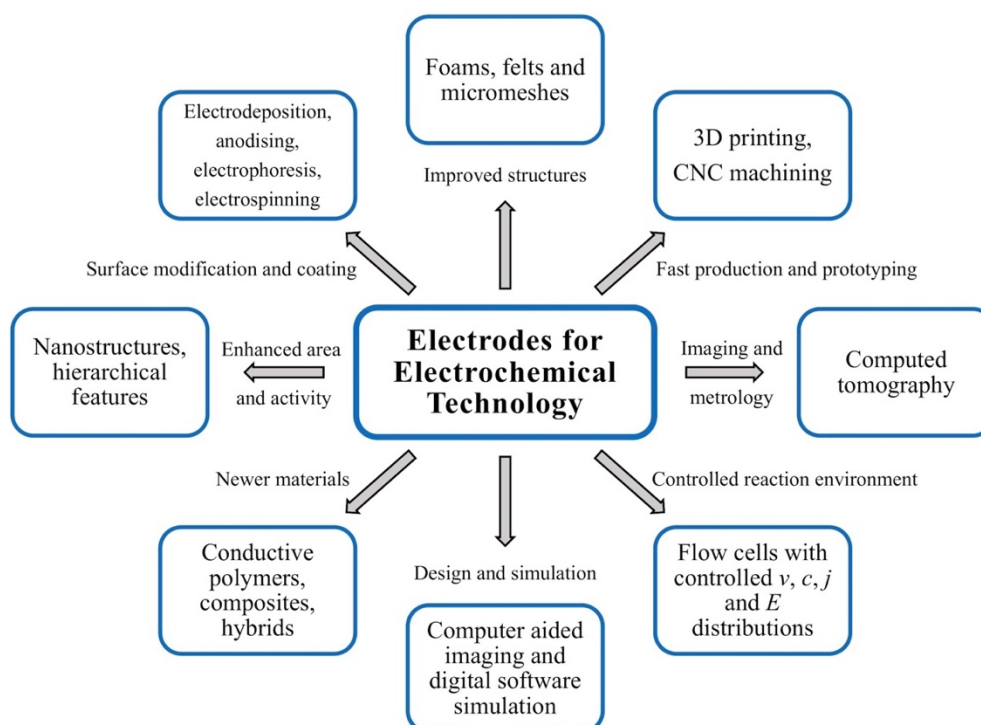 Foams, felts and
micromeshes
Improved structures
Electrodeposition,
anodising,
electrophoresis,
electrospinning
Surface modification and coating
3D printing,
CNC machining
Fast production and prototyping
Nanostructures,
hierarchical
features
Enhanced area
and activity
Electrodes for
Electrochemical
Technology
Imaging and
metrology
Computed
tomography
Newer materials
Conductive
polymers,
composites,
hybrids
Design and simulation
Computer aided
imaging and
digital software
simulation
Controlled reaction environment
Flow cells with
controlled v, c, j
and E
distributions